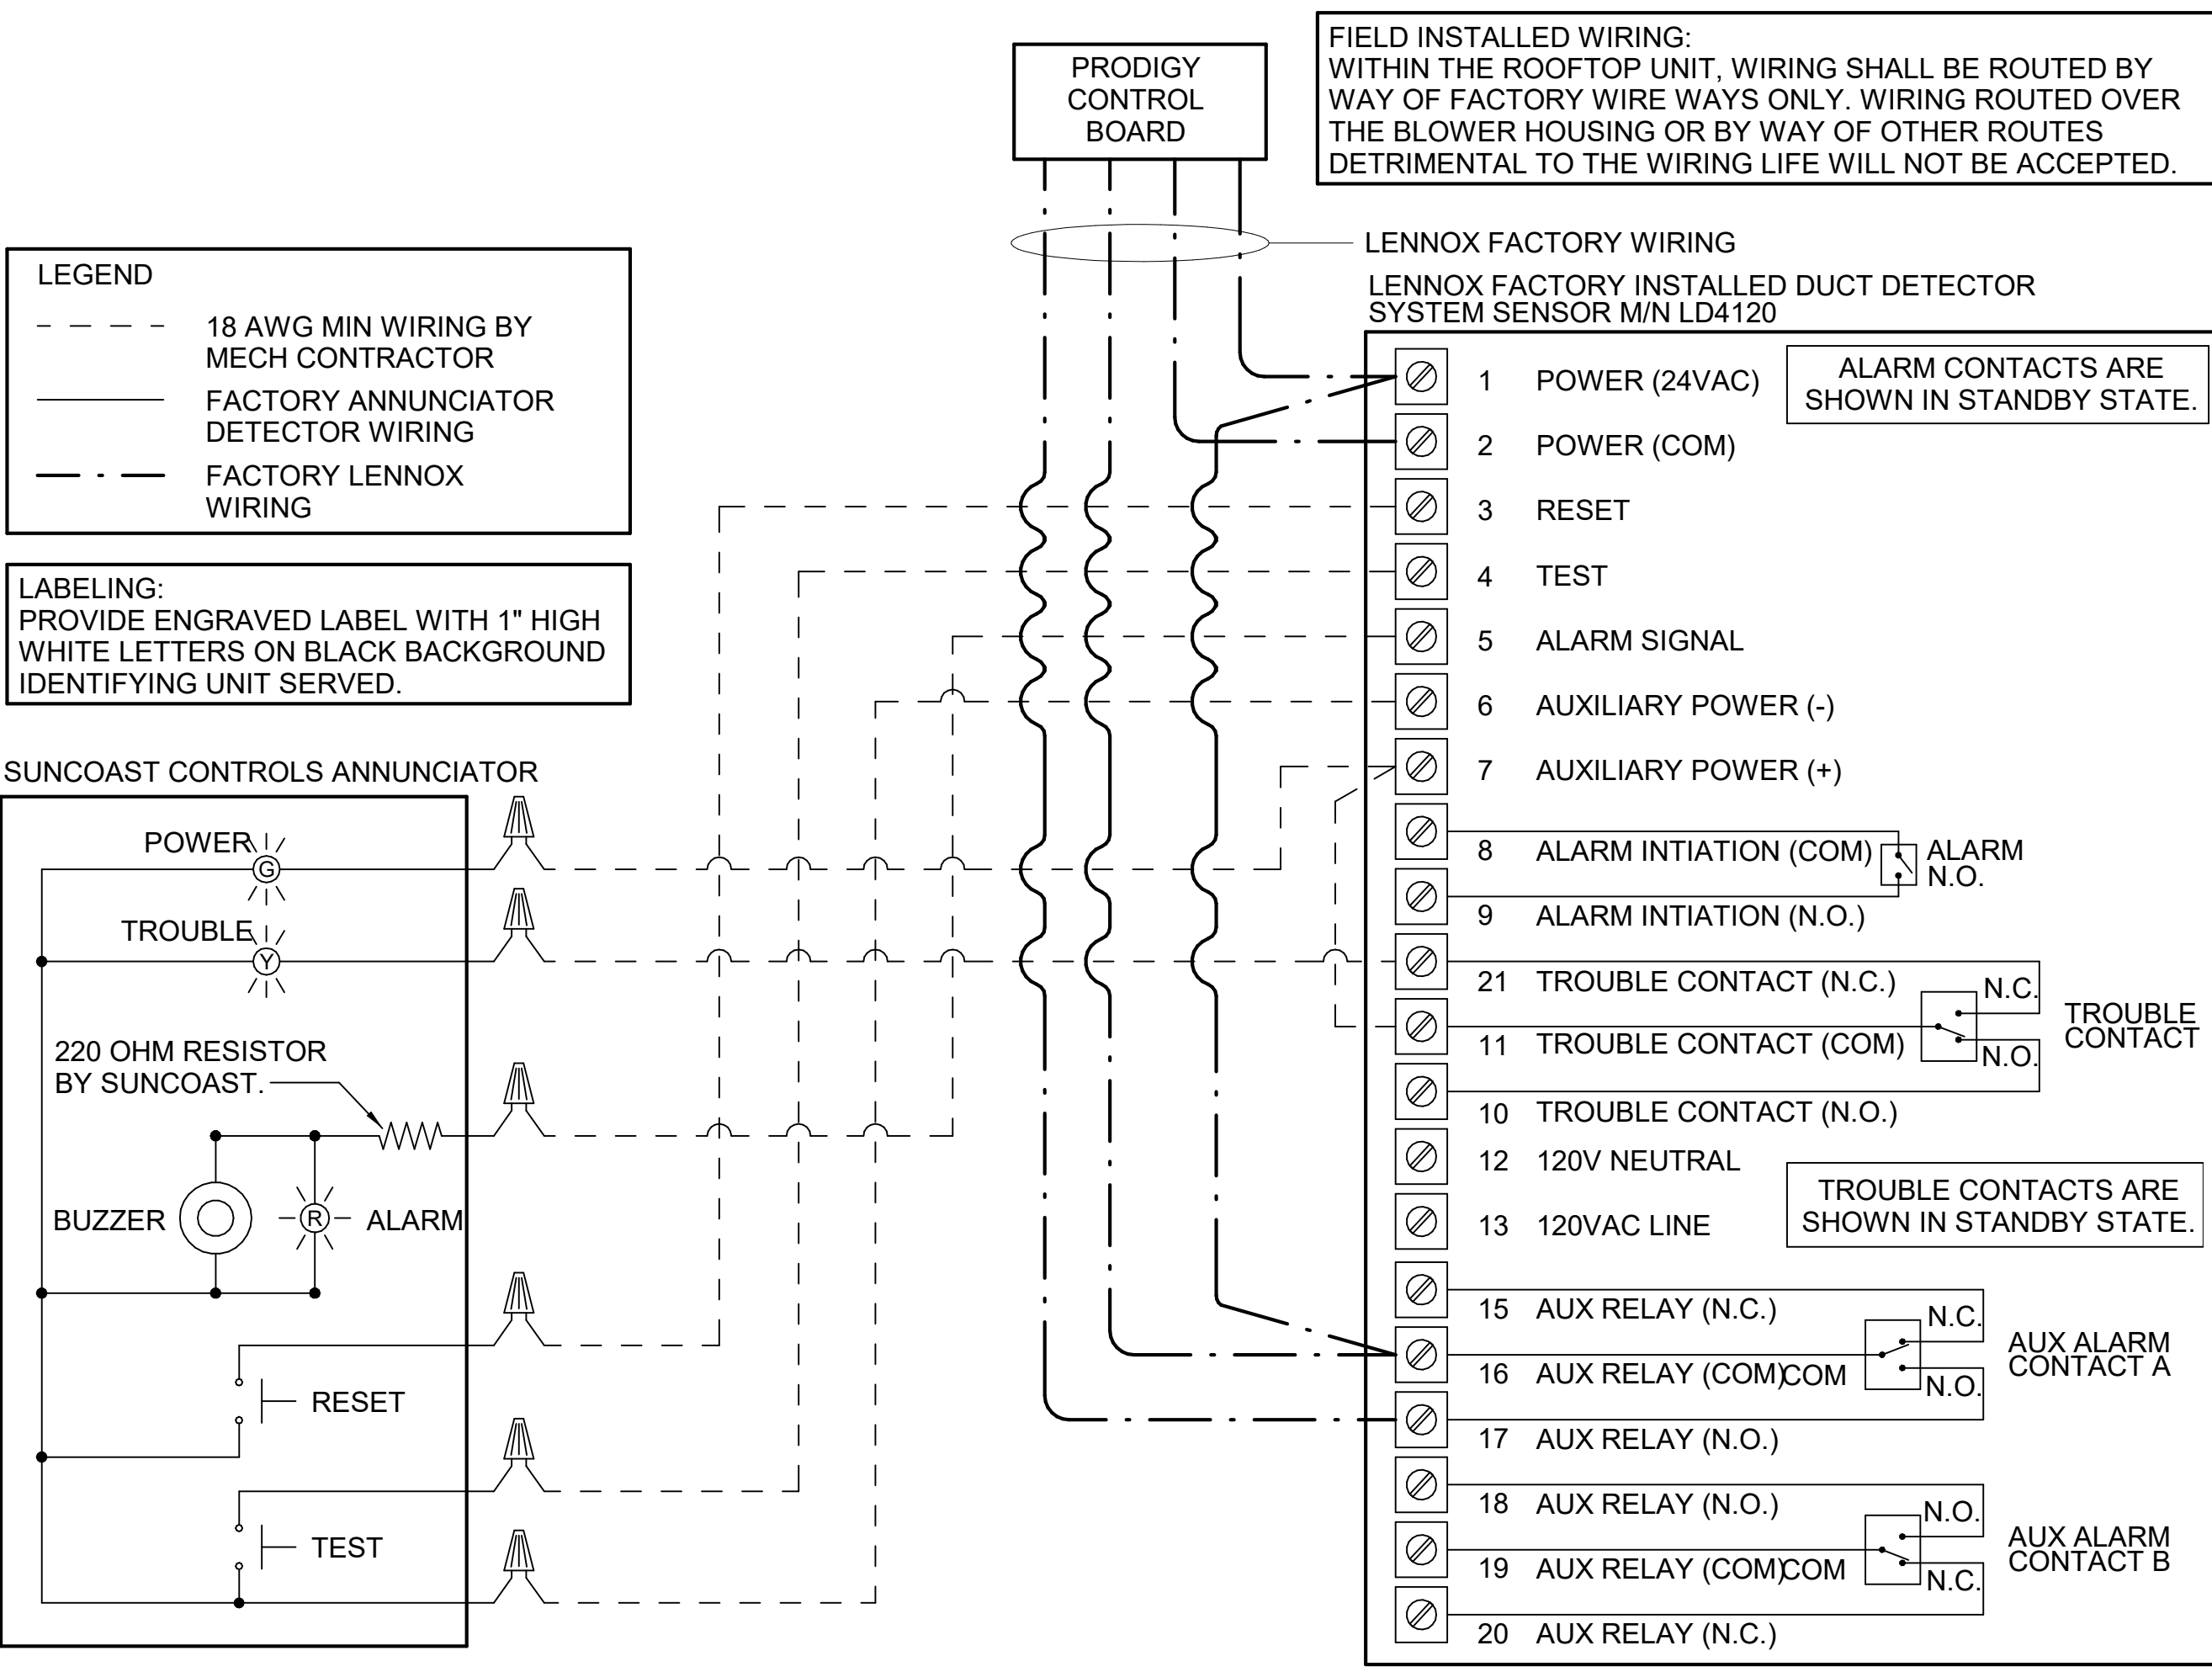 PRODIGY
CONTROL
BOARD
FIELD INSTALLED WIRING:
WITHIN THE ROOFTOP UNIT, WIRING SHALL BE ROUTED BY
WAY OF FACTORY WIRE WAYS ONLY. WIRING ROUTED OVER
THE BLOWER HOUSING OR BY WAY OF OTHER ROUTES
DETRIMENTAL TO THE WIRING LIFE WILL NOT BE ACCEPTED.
LENNOX FACTORY WIRING
LEGEND
18 AWG MIN WIRING BY
MECH CONTRACTOR
FACTORY ANNUNCIATOR
DETECTOR WIRING
FACTORY LENNOX
WIRING
LABELING:
PROVIDE ENGRAVED LABEL WITH 1" HIGH
WHITE LETTERS ON BLACK BACKGROUND
IDENTIFYING UNIT SERVED.
SUNCOAST CONTROLS ANNUNCIATOR
POWER
G
TROUBLE
Y
220 OHM RESISTOR
BY SUNCOAST.
BUZZER
R
ALARM
RESET
TEST
LENNOX FACTORY INSTALLED DUCT DETECTOR
SYSTEM SENSOR M/N LD4120
1 POWER (24VAC)
ALARM CONTACTS ARE
SHOWN IN STANDBY STATE.
2 POWER (COM)
3 RESET
4 TEST
5 ALARM SIGNAL
6 AUXILIARY POWER (-)
7 AUXILIARY POWER (+)
8 ALARM INTIATION (COM)
ALARM
N.O.
9 ALARM INTIATION (N.O.)
21 TROUBLE CONTACT (N.C.)
N.C.
TROUBLE
CONTACT
11 TROUBLE CONTACT (COM)
N.O.
10 TROUBLE CONTACT (N.O.)
12 120V NEUTRAL
13 120VAC LINE
TROUBLE CONTACTS ARE
SHOWN IN STANDBY STATE.
15 AUX RELAY (N.C.)
N.C.
AUX ALARM
CONTACT A
16 AUX RELAY (COM)
COM
N.O.
17 AUX RELAY (N.O.)
18 AUX RELAY (N.O.)
N.O.
AUX ALARM
CONTACT B
19 AUX RELAY (COM)
COM
N.C.
20 AUX RELAY (N.C.)